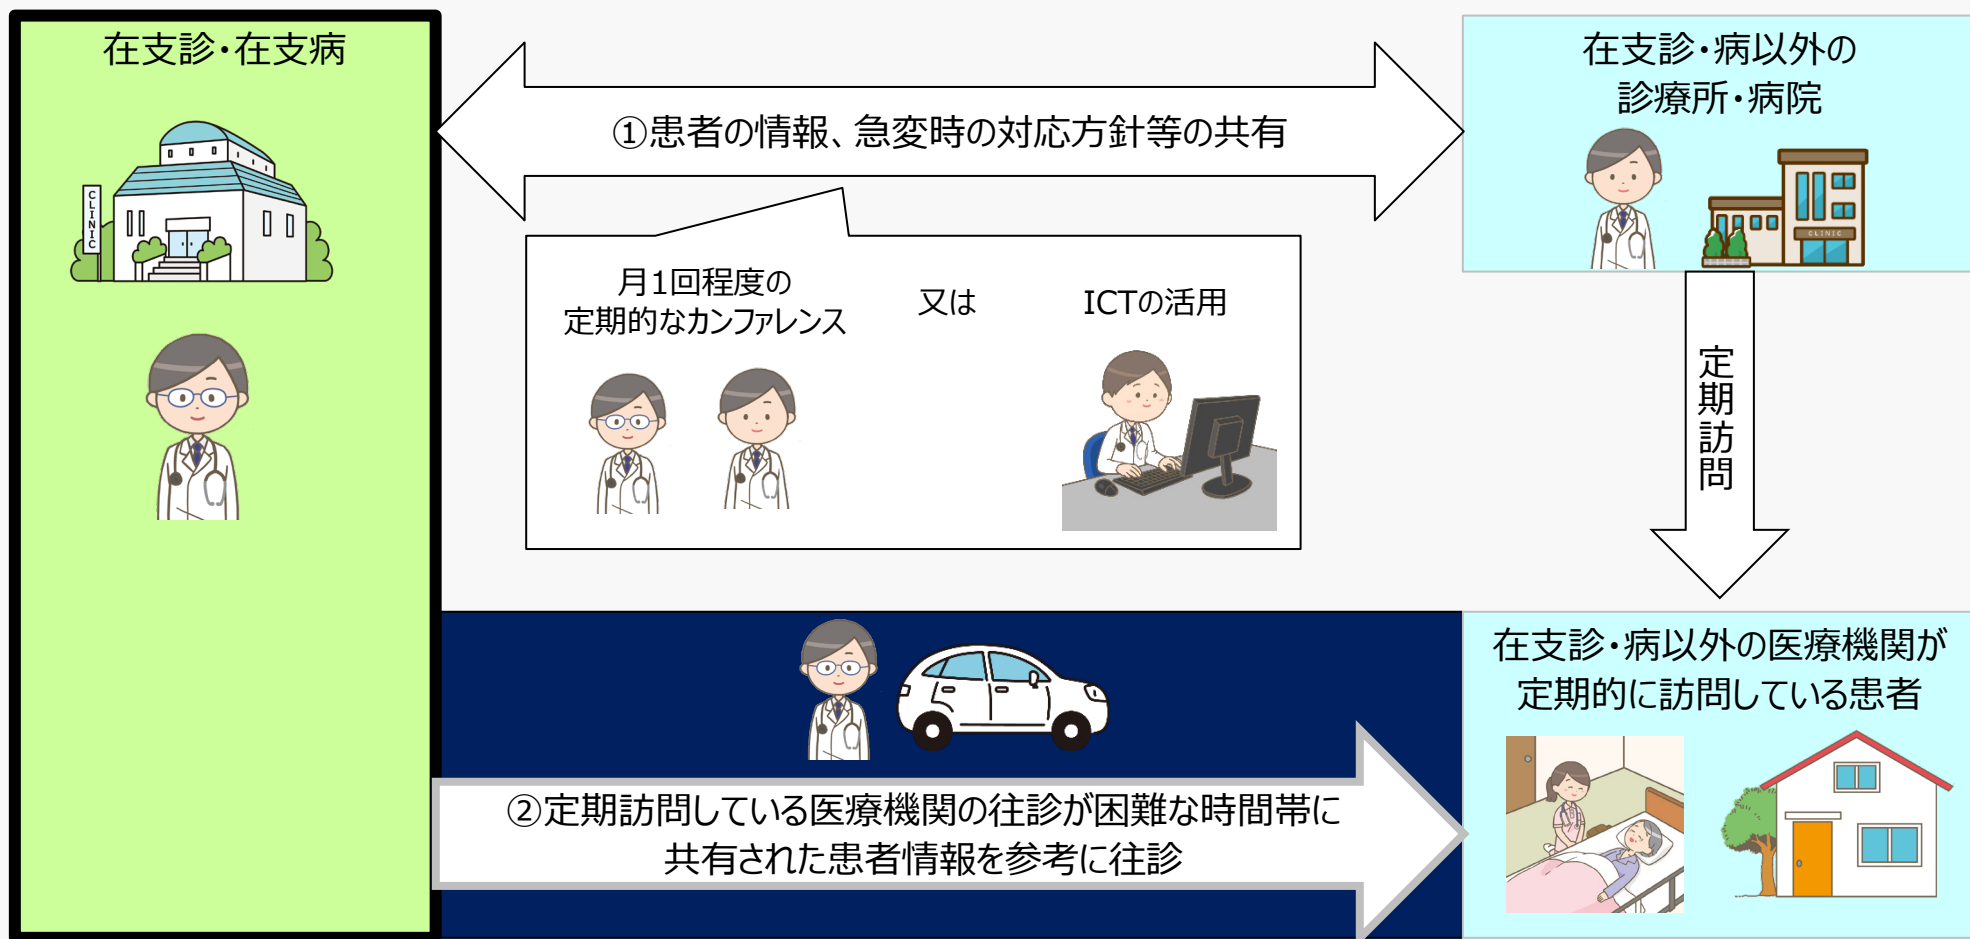 在支診・在支病
CLINIC
①患者の情報、急変時の対応方針等の共有
在支診・病以外の
診療所・病院
CLINIC
月1回程度の
定期的なカンファレンス
又は
ICTの活用
定期訪問
②定期訪問している医療機関の往診が困難な時間帯に
共有された患者情報を参考に往診
在支診・病以外の医療機関が
定期的に訪問している患者